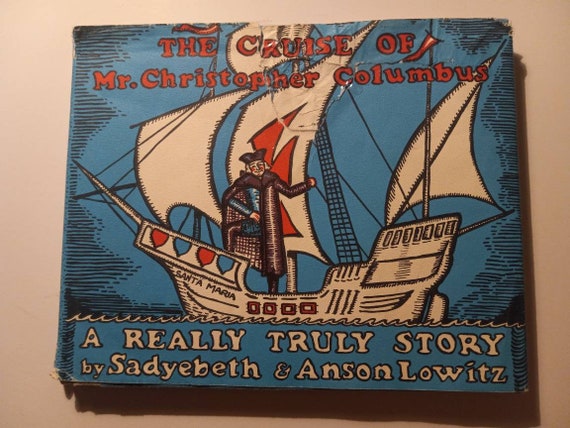 THE CRUISE OF
Mr. Christopher Columbus
SANTA MARIA
A REALLY TRULY STORY
by Sadyebeth & Anson Lowitz